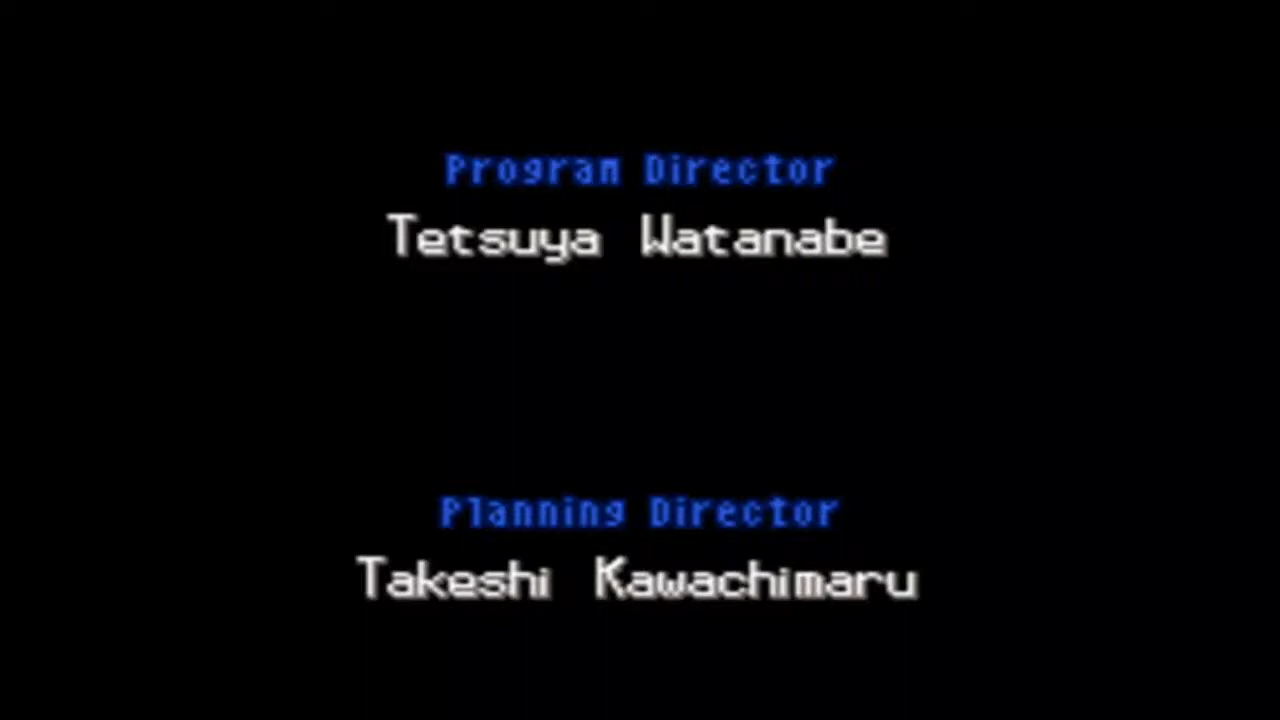 Program Director
Tetsuya Watanabe
Planning Director
Takeshi Kawachimaru